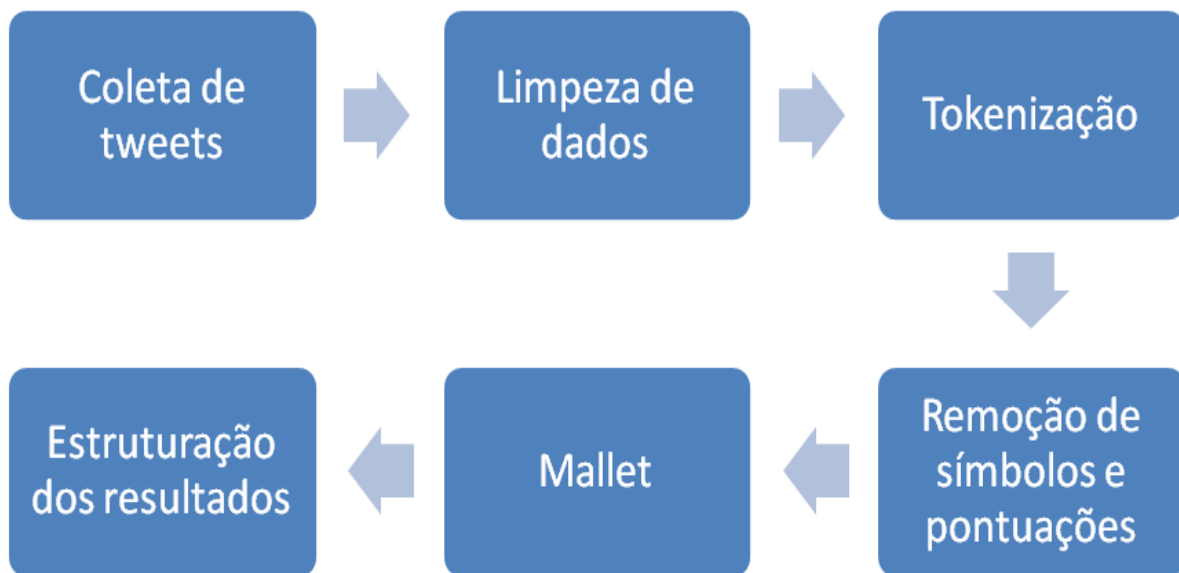 Coleta de
tweets
Limpeza de
dados
Tokenização
Remoção de
símbolos e
pontuações
Mallet
Estruturação
dos resultados